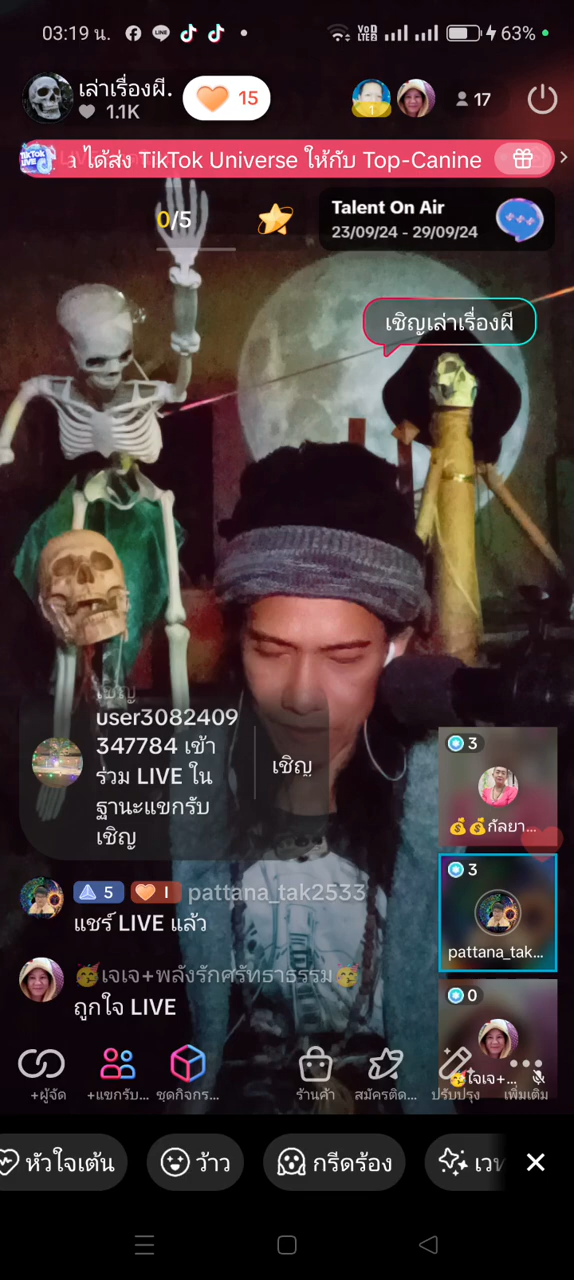 03:19 น.
VoD
LTE2
63%
เล่าเรื่องผี.
1.1K
15
1
17
TikTok
LIVE
ได้ส่ง TikTok Universe ให้กับ Top-Canine
0/5
Talent On Air
23/09/24 - 29/09/24
เชิญเล่าเรื่องผี
เชิญ
user3082409
347784 เข้า
ร่วม LIVE ใน
ฐานะแขกรับ
เชิญ
เชิญ
3
💰💰กัลยา...
5
1
pattana_tak2533
แชร์ LIVE แล้ว
3
pattana_tak...
🥳เจเจ+พลังรักศรัทธาธรรม🥳
ถูกใจ LIVE
0
🥳ใจเจ+...
+ผู้จัด
+แขกรับ...
ชุดกิจกร...
ร้านค้า
สมัครติด...
ปรับปรุง
เพิ่มเติม
หัวใจเต้น
ว้าว
กรีดร้อง